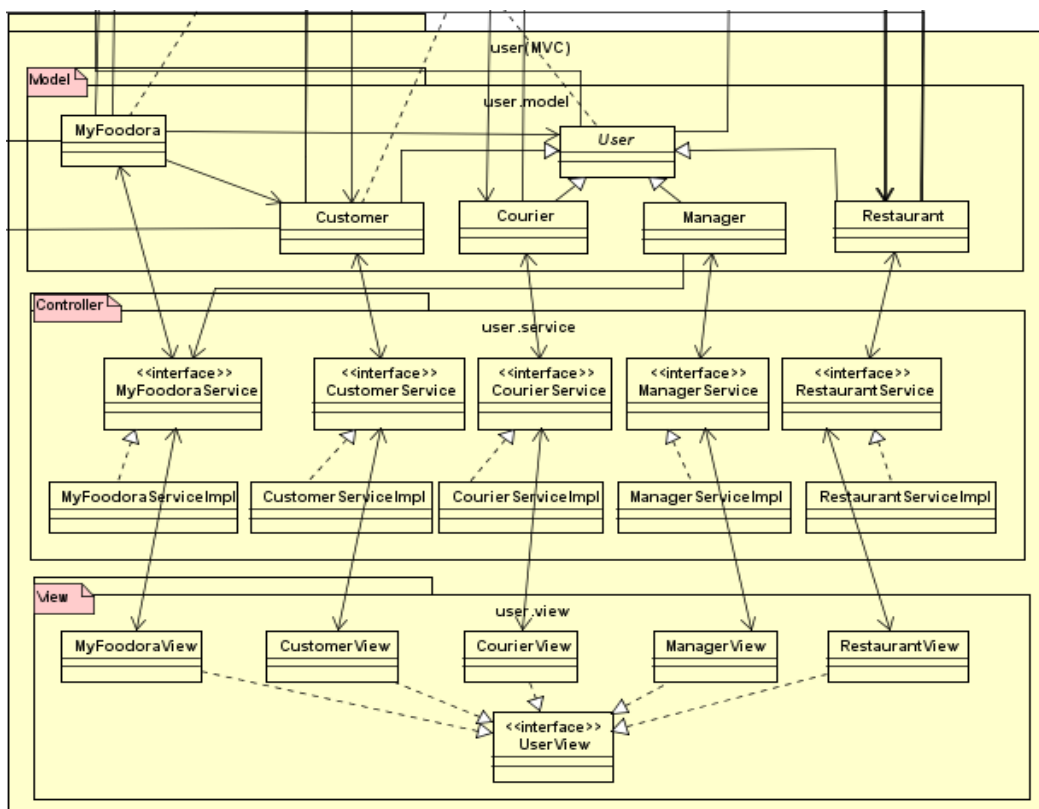 user(MVC)
Model
user.model
MyFoodora
User
Customer
Courier
Manager
Restaurant
Controller
user.service
<<interface>>
MyFoodoraService
<<interface>>
CustomerService
<<interface>>
CourierService
<<interface>>
ManagerService
<<interface>>
RestaurantService
MyFoodoraServiceImpl
CustomerServiceImpl
CourierServiceImpl
ManagerServiceImpl
RestaurantServiceImpl
View
user.view
MyFoodoraView
CustomerView
CourierView
ManagerView
RestaurantView
<<interface>>
UserView